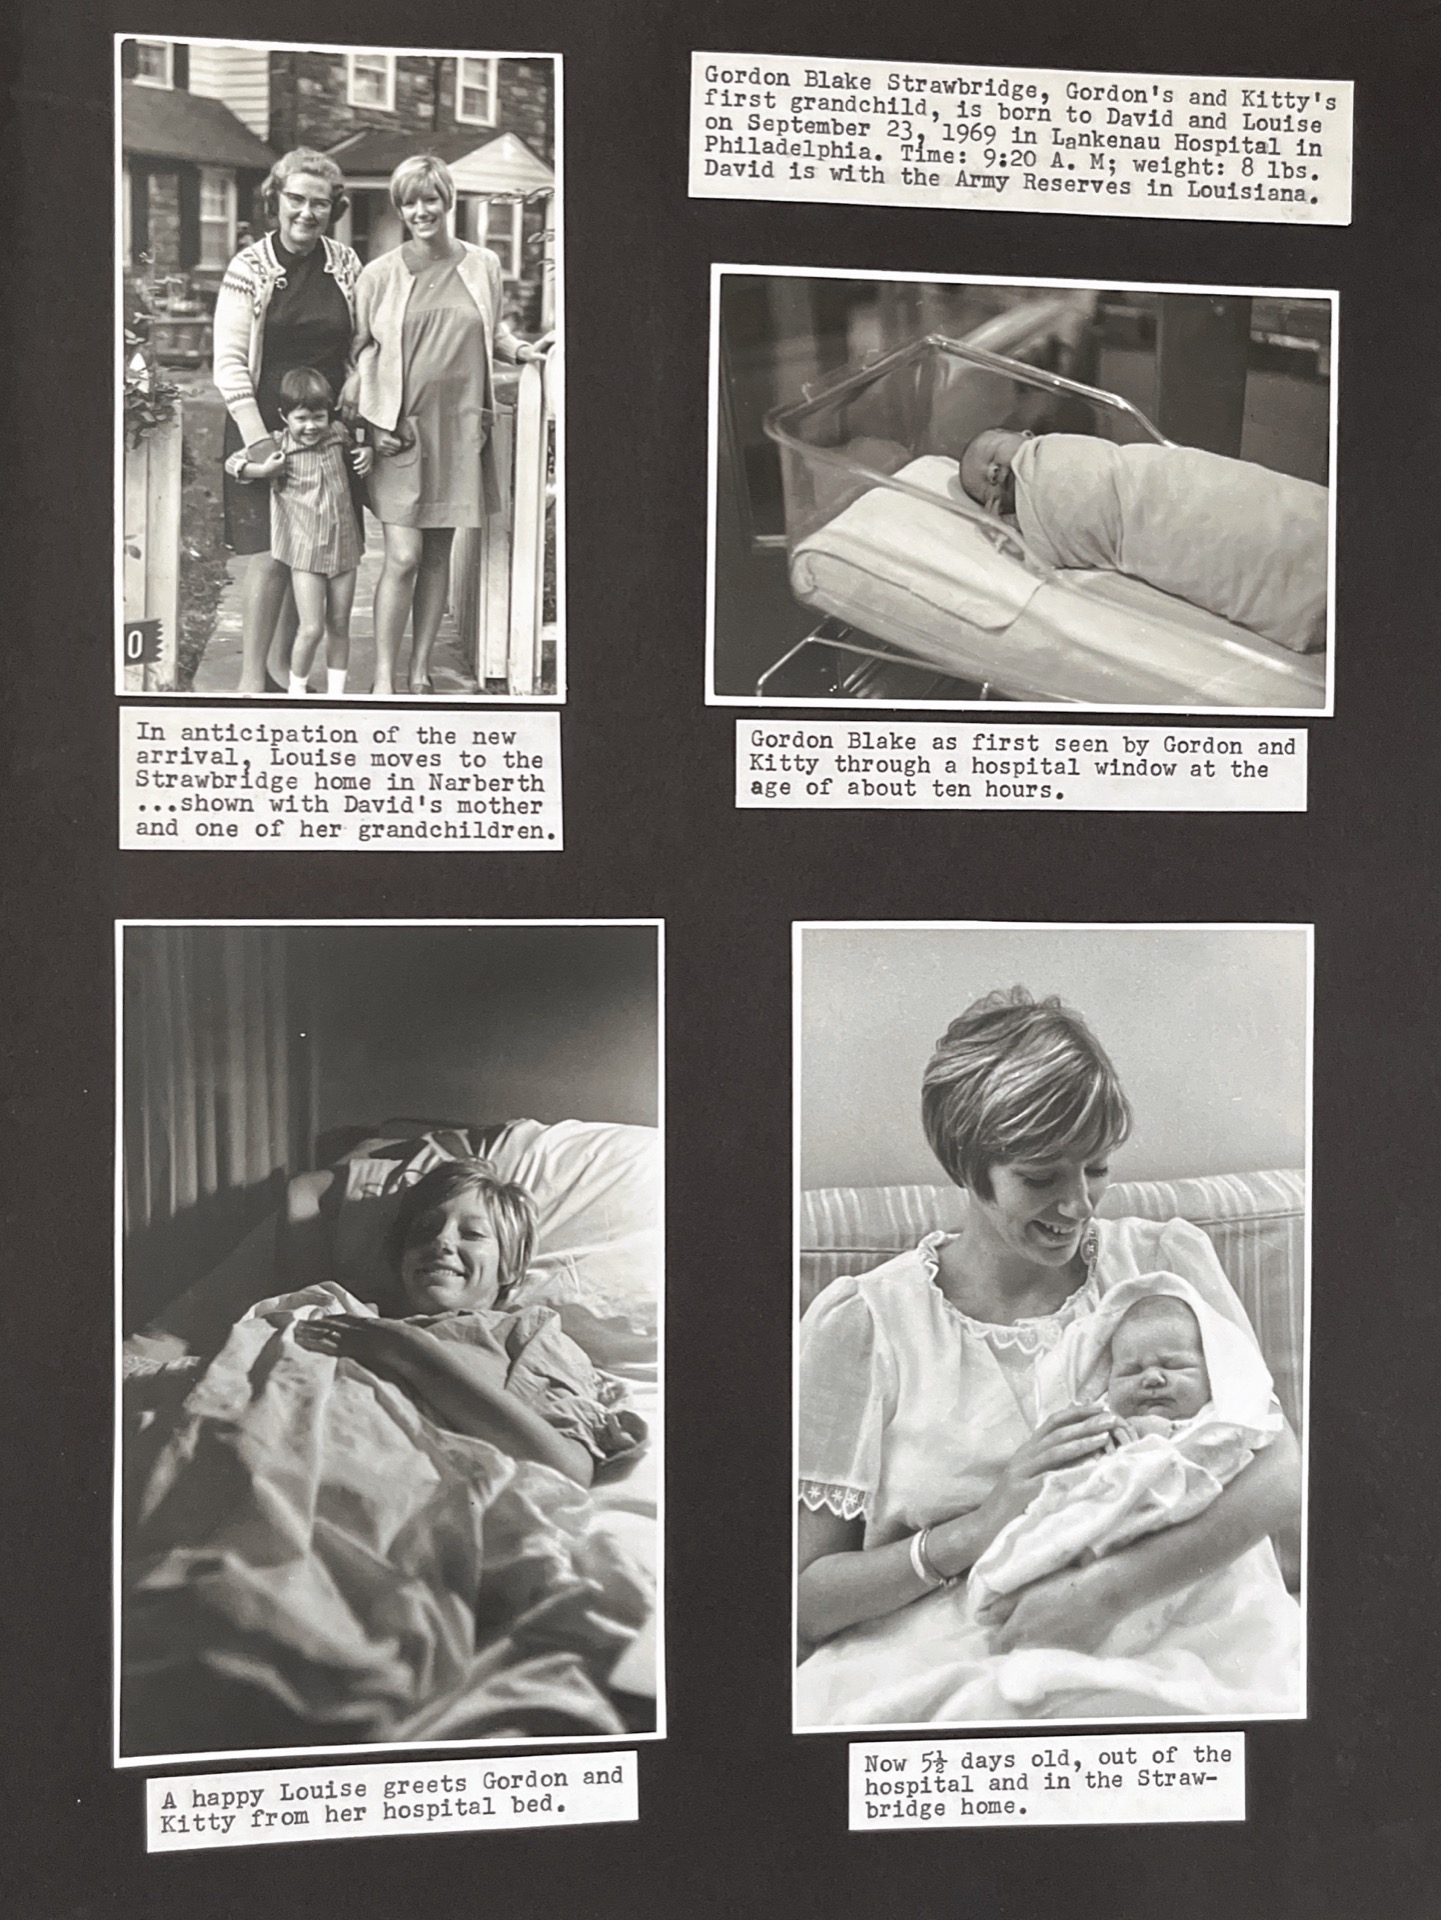 Gordon Blake Strawbridge, Gordon's and Kitty's
first grandchild, is born to David and Louise
on September 23, 1969 in Lankenau Hospital in
Philadelphia. Time: 9:20 A. M; weight: 8 lbs.
David is with the Army Reserves in Louisiana.
0
In anticipation of the new
arrival, Louise moves to the
Strawbridge home in Narberth
...shown with David's mother
and one of her grandchildren.
Gordon Blake as first seen by Gordon and
Kitty through a hospital window at the
age of about ten hours.
A happy Louise greets Gordon and
Kitty from her hospital bed.
Now 5½ days old, out of the
hospital and in the Straw-
bridge home.